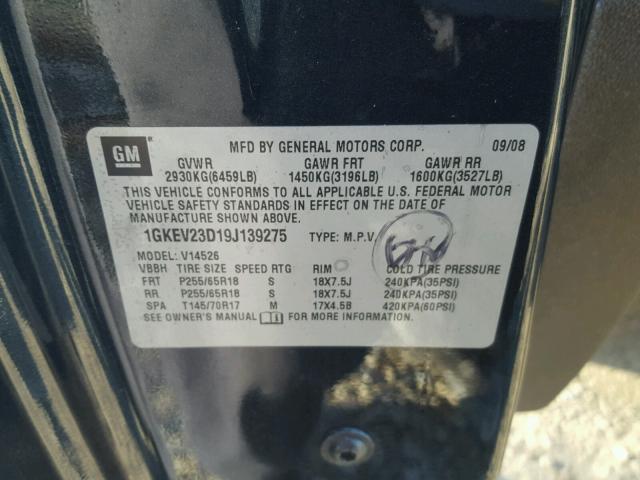 GM
MFD BY GENERAL MOTORS CORP. 09/08
GVWR GAWR FRT GAWR RR
2930KG(6459LB) 1450KG(3196LB) 1600KG(3527LB)
THIS VEHICLE CONFORMS TO ALL APPLICABLE U.S. FEDERAL MOTOR
VEHICLE SAFETY STANDARDS IN EFFECT ON THE DATE OF
MANUFACTURE SHOWN ABOVE.
1GKEV23D19J139275 TYPE: M.P.V.
MODEL: V14526
VBBH TIRE SIZE SPEED RTG RIM COLD TIRE PRESSURE
FRT P255/65R18 S 18X7.5J 240KPA(35PSI)
RR P255/65R18 S 18X7.5J 240KPA(35PSI)
SPA T145/70R17 M 17X4.5B 420KPA(60PSI)
SEE OWNER'S MANUAL FOR MORE INFORMATION.